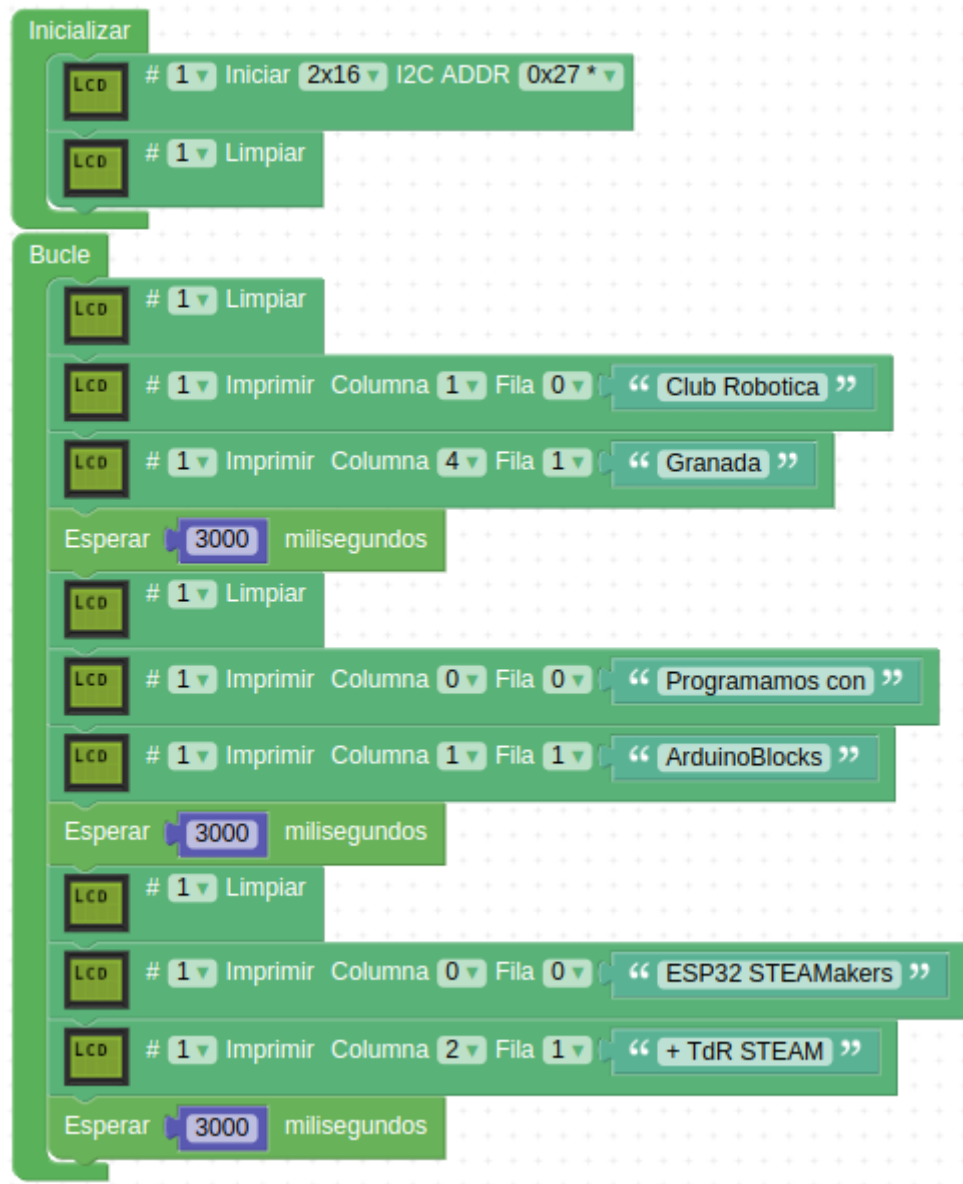 Inicializar
LCD # 1 Iniciar 2x16 I2C ADDR 0x27 *
LCD # 1 Limpiar
Bucle
LCD # 1 Limpiar
LCD # 1 Imprimir Columna 1 Fila 0 “ Club Robotica ”
LCD # 1 Imprimir Columna 4 Fila 1 “ Granada ”
Esperar 3000 milisegundos
LCD # 1 Limpiar
LCD # 1 Imprimir Columna 0 Fila 0 “ Programamos con ”
LCD # 1 Imprimir Columna 1 Fila 1 “ ArduinoBlocks ”
Esperar 3000 milisegundos
LCD # 1 Limpiar
LCD # 1 Imprimir Columna 0 Fila 0 “ ESP32 STEAMakers ”
LCD # 1 Imprimir Columna 2 Fila 1 “ + TdR STEAM ”
Esperar 3000 milisegundos